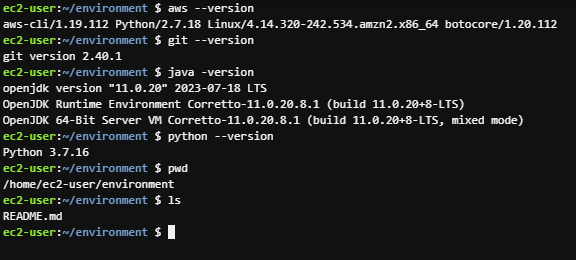 ec2-user:~/environment $ aws --version
aws-cli/1.19.112 Python/2.7.18 Linux/4.14.320-242.534.amzn2.x86_64 botocore/1.20.112
ec2-user:~/environment $ git --version
git version 2.40.1
ec2-user:~/environment $ java -version
openjdk version "11.0.20" 2023-07-18 LTS
OpenJDK Runtime Environment Corretto-11.0.20.8.1 (build 11.0.20+8-LTS)
OpenJDK 64-Bit Server VM Corretto-11.0.20.8.1 (build 11.0.20+8-LTS, mixed mode)
ec2-user:~/environment $ python --version
Python 3.7.16
ec2-user:~/environment $ pwd
/home/ec2-user/environment
ec2-user:~/environment $ ls
README.md
ec2-user:~/environment $